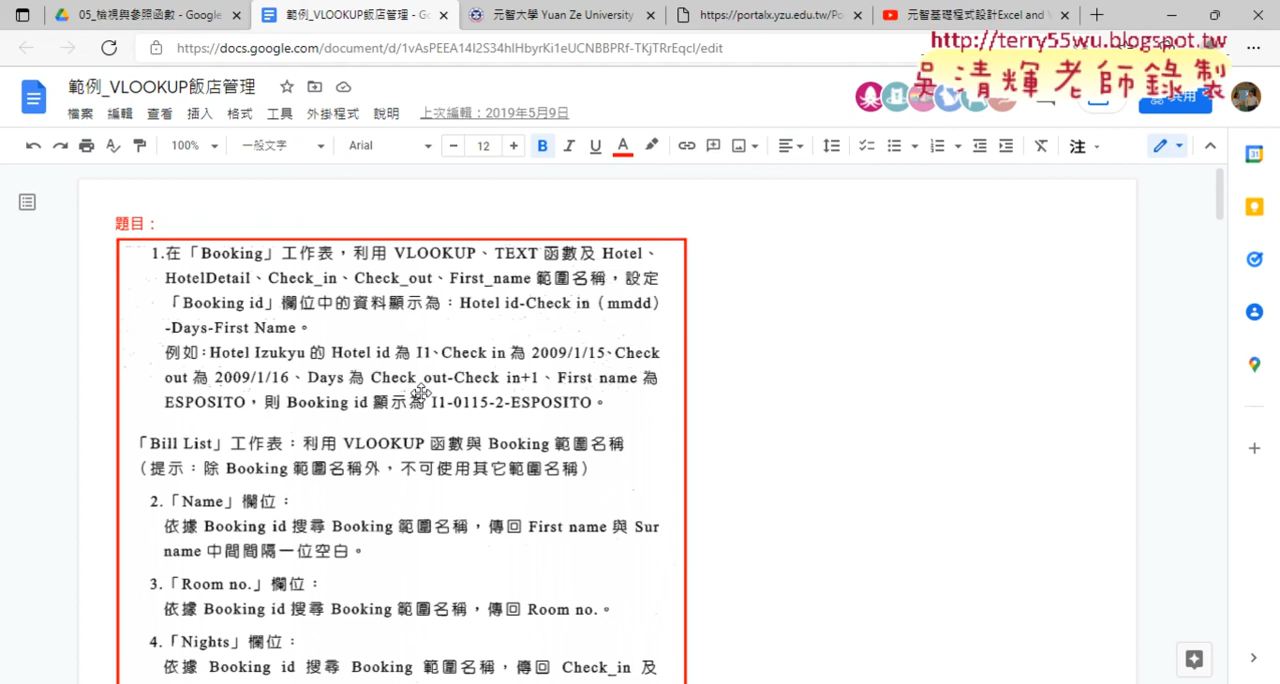 05_檢視與參照函數 - Google
範例_VLOOKUP飯店管理 - Go
元智大學 Yuan Ze University
https://portalx.yzu.edu.tw/Po
元智基礎程式設計Excel and V
https://docs.google.com/document/d/1vAsPEEA14I2S34hIHbyrKi1eUCNBBPRf-TKjTRrEqcI/edit
http://terry55wu.blogspot.tw
吳清輝老師錄製
範例_VLOOKUP飯店管理
共用
檔案 編輯 查看 插入 格式 工具 外掛程式 說明 上次編輯：2019年5月9日
100% 一般文字 Arial 12 B I U A 注
31
題目：
1.在「Booking」工作表，利用 VLOOKUP、TEXT 函數及 Hotel、
HotelDetail、Check_in、Check_out、First_name 範圍名稱，設定
「Booking id」欄位中的資料顯示為：Hotel id-Check in（mmdd）
-Days-First Name。
例如：Hotel Izukyu 的 Hotel id 為 I1、Check in 為 2009/1/15、Check
out 為 2009/1/16、Days 為 Check out-Check in+1、First name 為
ESPOSITO，則 Booking id 顯示為 I1-0115-2-ESPOSITO。
「Bill List」工作表：利用 VLOOKUP 函數與 Booking 範圍名稱
（提示：除 Booking 範圍名稱外，不可使用其它範圍名稱）
2.「Name」欄位：
依據 Booking id 搜尋 Booking 範圍名稱，傳回 First name 與 Sur
name 中間間隔一位空白。
3.「Room no.」欄位：
依據 Booking id 搜尋 Booking 範圍名稱，傳回 Room no.。
4.「Nights」欄位：
依據 Booking id 搜尋 Booking 範圍名稱，傳回 Check_in 及